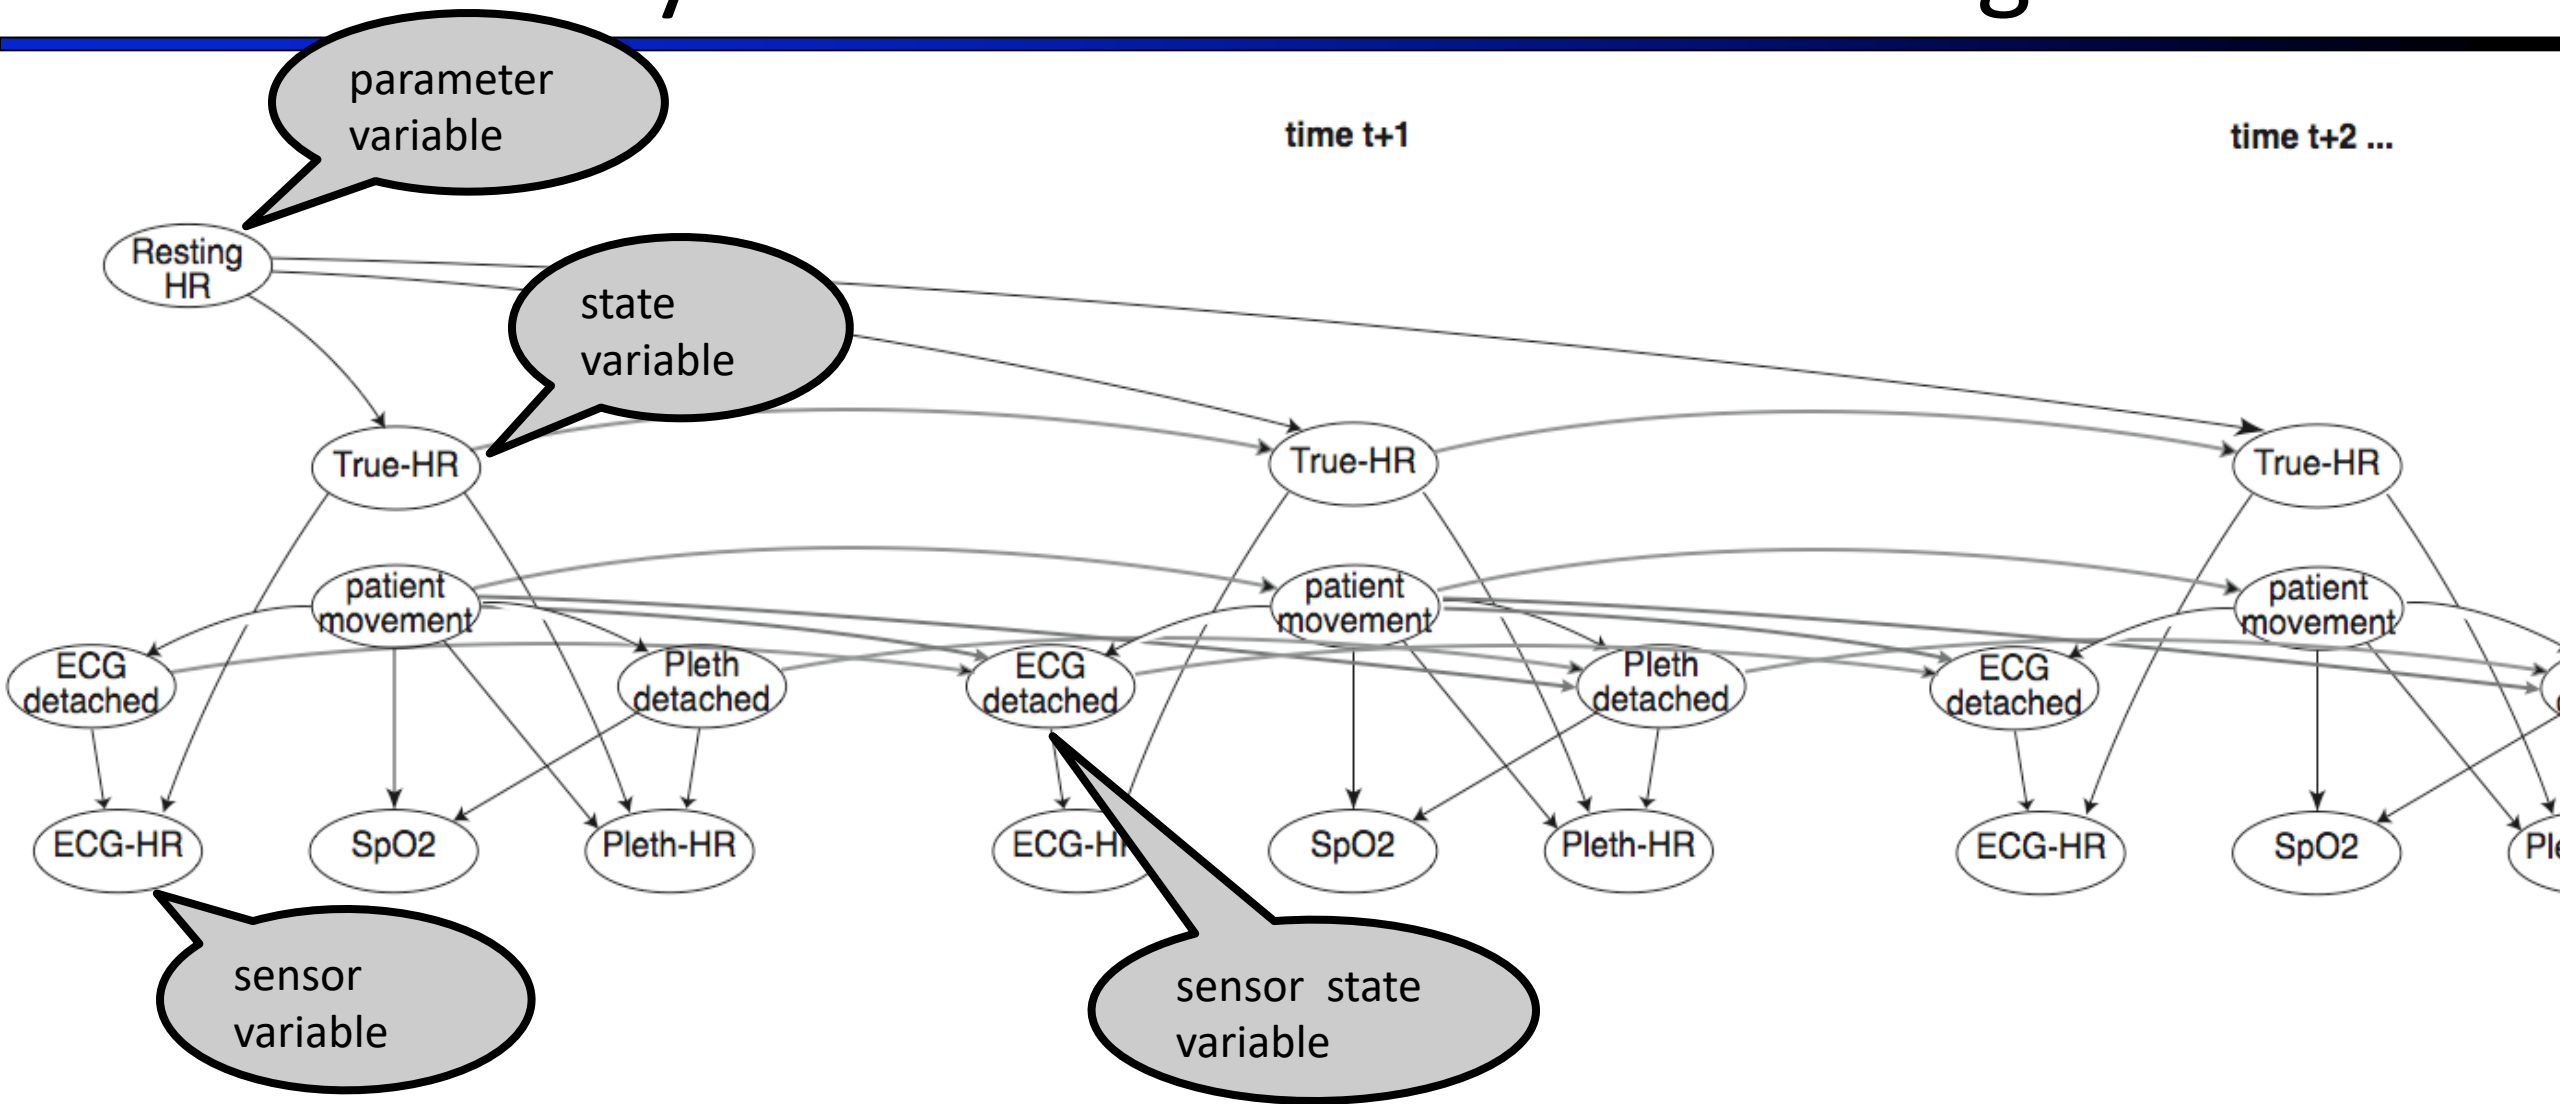 parameter
variable
time t+1
time t+2 ...
Resting
HR
state
variable
True-HR
True-HR
True-HR
patient
movement
patient
movement
patient
movement
ECG
detached
Pleth
detached
ECG
detached
Pleth
detached
ECG
detached
ECG-HR
SpO2
Pleth-HR
SpO2
Pleth-HR
ECG-HR
SpO2
sensor
variable
sensor state
variable